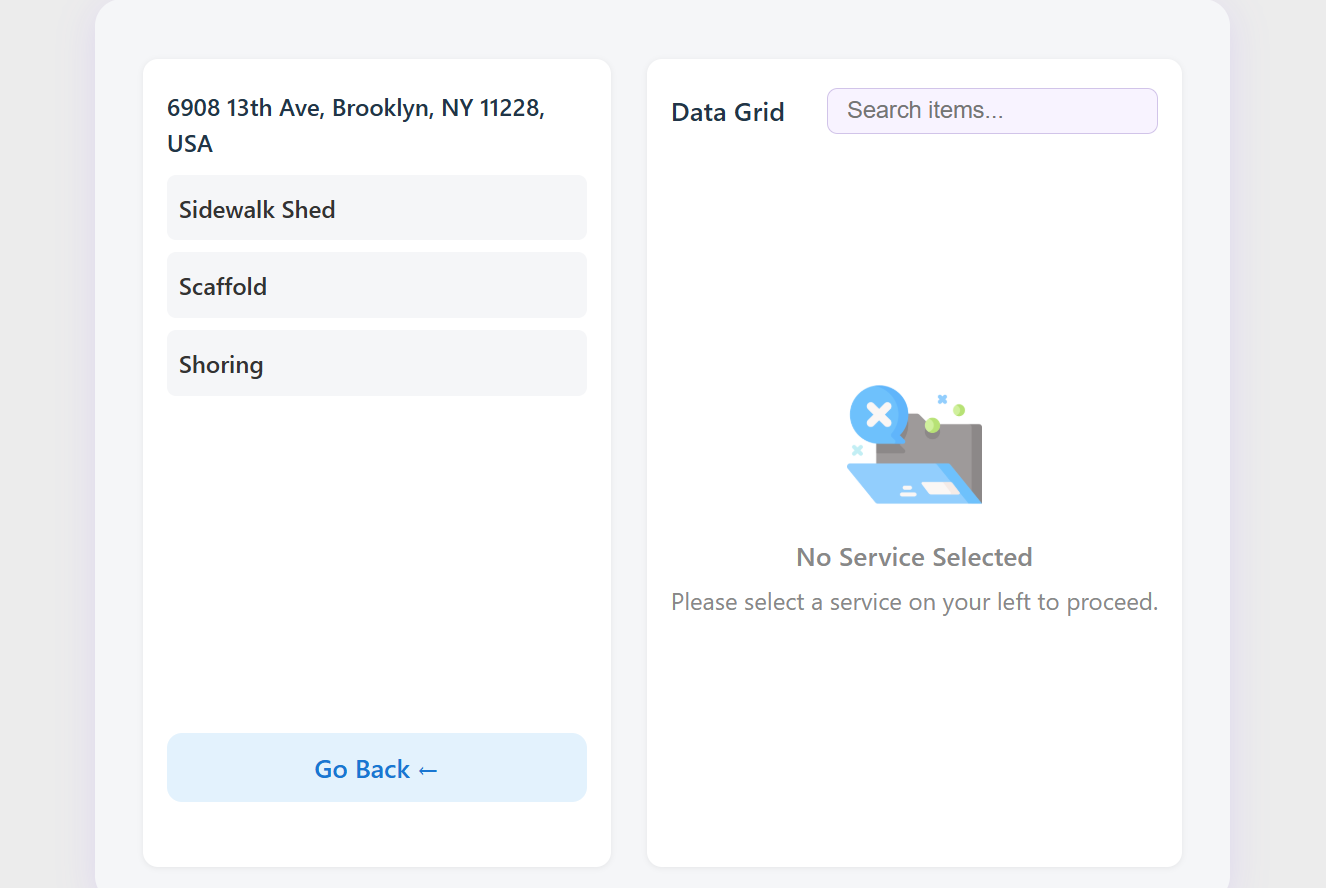 6908 13th Ave, Brooklyn, NY 11228,
USA
Sidewalk Shed
Scaffold
Shoring
Go Back ←
Data Grid
Search items...
No Service Selected
Please select a service on your left to proceed.